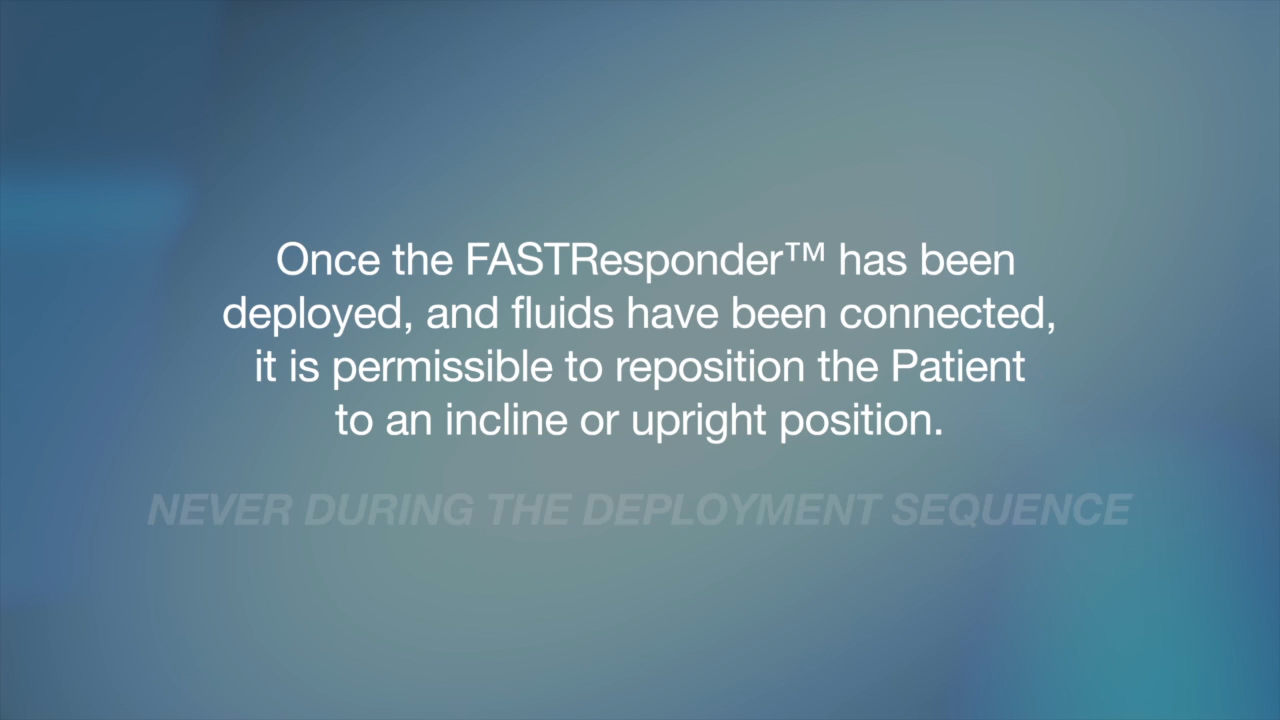 Once the FASTResponder™ has been
deployed, and fluids have been connected,
it is permissible to reposition the Patient
to an incline or upright position.
NEVER DURING THE DEPLOYMENT SEQUENCE